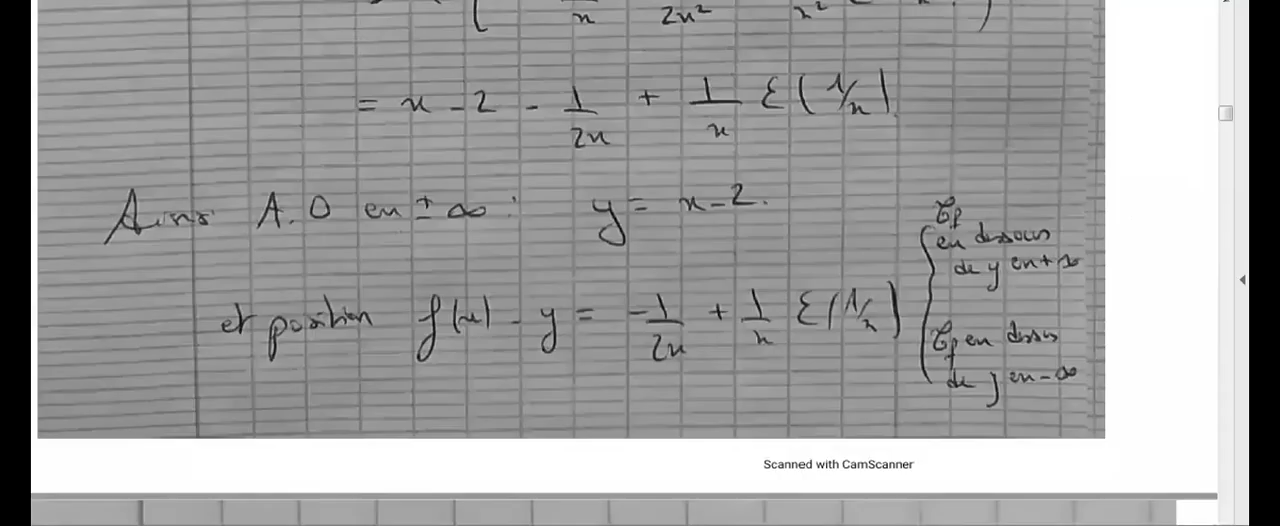 = x - 2 - 1/2x + 1/x ε(1/x).
Ainsi A.O en ±∞ : y = x - 2.
et position f(x) - y = -1/2x + 1/x ε(1/x)
Cf
en dessous
de y en +∞
Cf en dessus
de y en -∞
Scanned with CamScanner